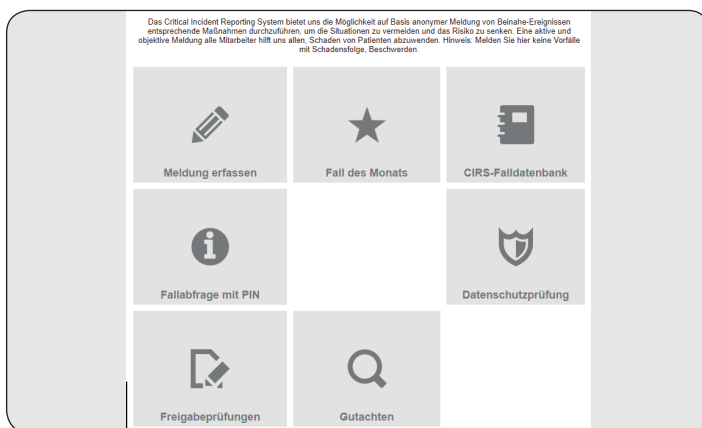 Das Critical Incident Reporting System bietet uns die Möglichkeit auf Basis anonymer Meldung von Beinahe-Ereignissen
entsprechende Maßnahmen durchzuführen, um die Situationen zu vermeiden und das Risiko zu senken. Eine aktive und
objektive Meldung alle Mitarbeiter hilft uns allen, Schaden von Patienten abzuwenden. Hinweis: Melden Sie hier keine Vorfälle
mit Schadensfolge, Beschwerden.
Meldung erfassen
Fall des Monats
CIRS-Falldatenbank
Fallabfrage mit PIN
Datenschutzprüfung
Freigabeprüfungen
Gutachten